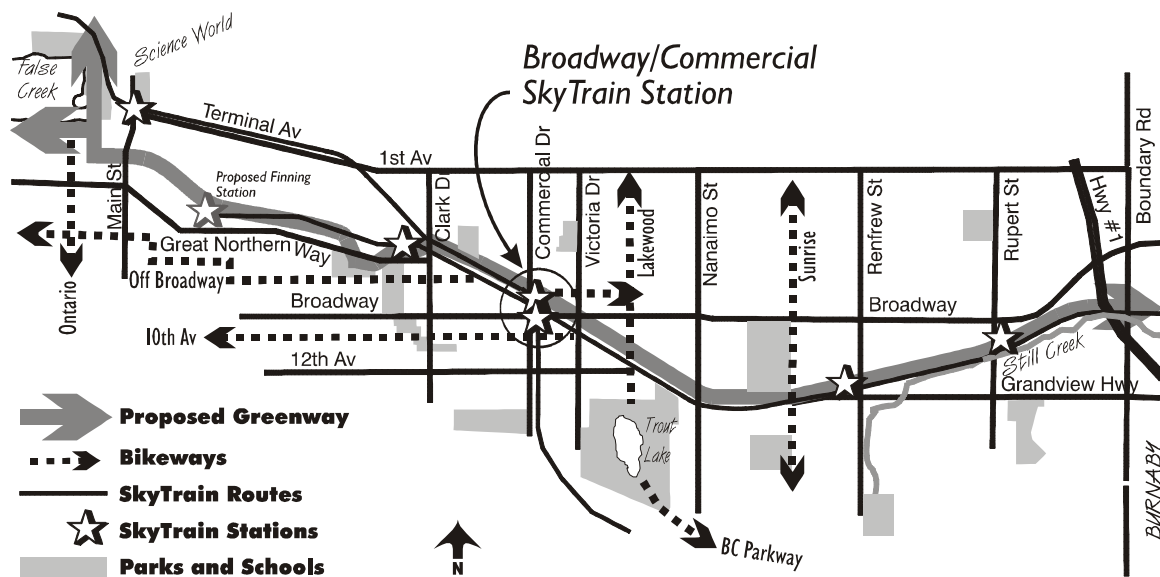 Science World
False
Creek
Broadway/Commercial
SkyTrain Station
Terminal Av
1st Av
Main St
Proposed Finning
Station
Clark Dr
Commercial Dr
Victoria Dr
Lakewood
Nanaimo St
Sunrise
Renfrew St
Rupert St
Hwy #1
Boundary Rd
Great Northern Way
Off Broadway
Ontario
Broadway
Broadway
10th Av
12th Av
Still Creek
Grandview Hwy
Trout
Lake
BC Parkway
BURNABY
Proposed Greenway
Bikeways
SkyTrain Routes
SkyTrain Stations
Parks and Schools
N